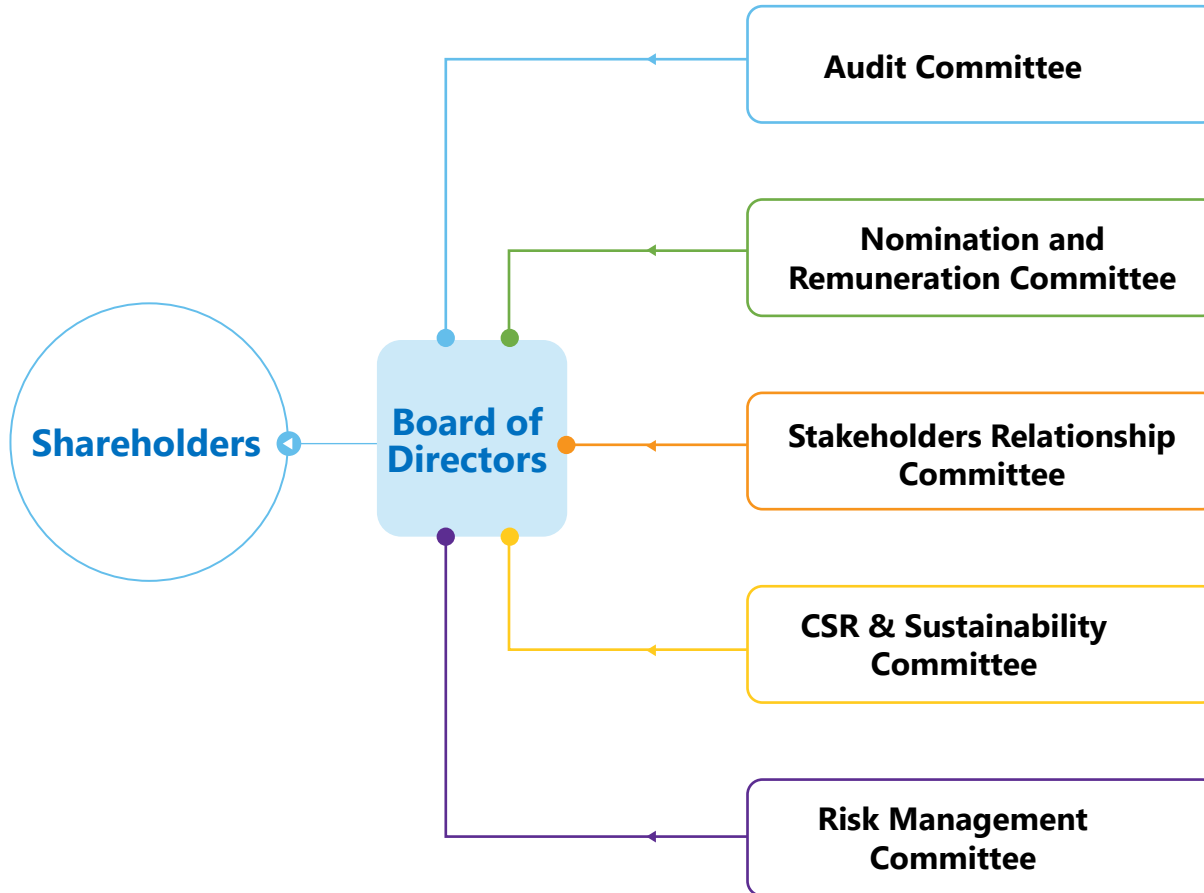 Audit Committee
Nomination and
Remuneration Committee
Shareholders
Board of
Directors
Stakeholders Relationship
Committee
CSR & Sustainability
Committee
Risk Management
Committee